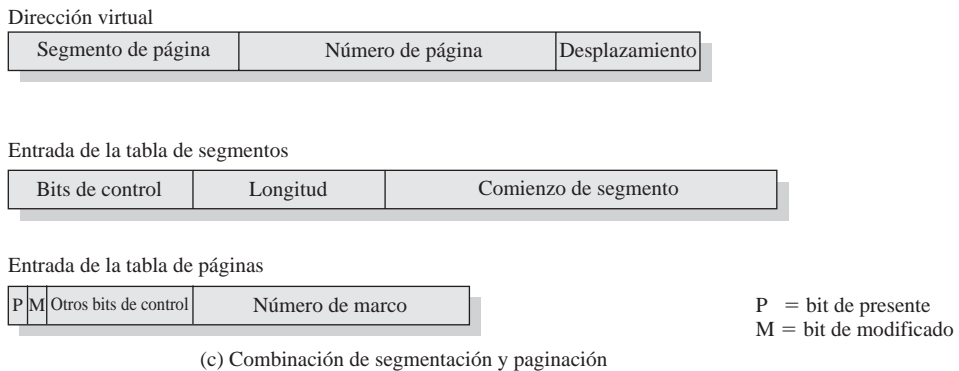 Dirección virtual
Segmento de página Número de página Desplazamiento
Entrada de la tabla de segmentos
Bits de control Longitud Comienzo de segmento
Entrada de la tabla de páginas
P M Otros bits de control Número de marco
P = bit de presente
M = bit de modificado
(c) Combinación de segmentación y paginación